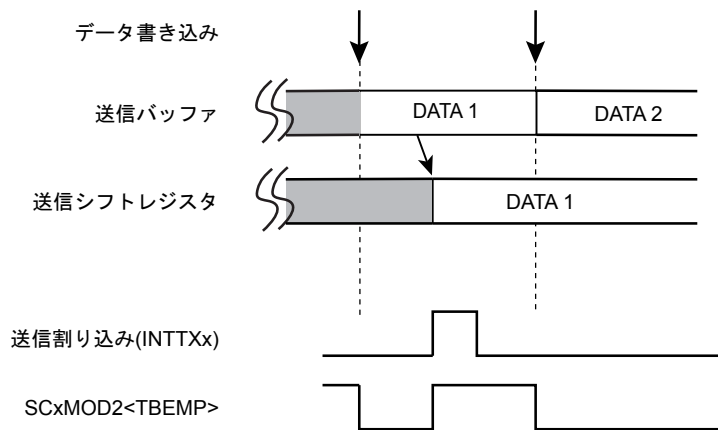 データ書き込み
送信バッファ
DATA 1
DATA 2
送信シフトレジスタ
DATA 1
送信割り込み(INTTXx)
SCxMOD2<TBEMP>